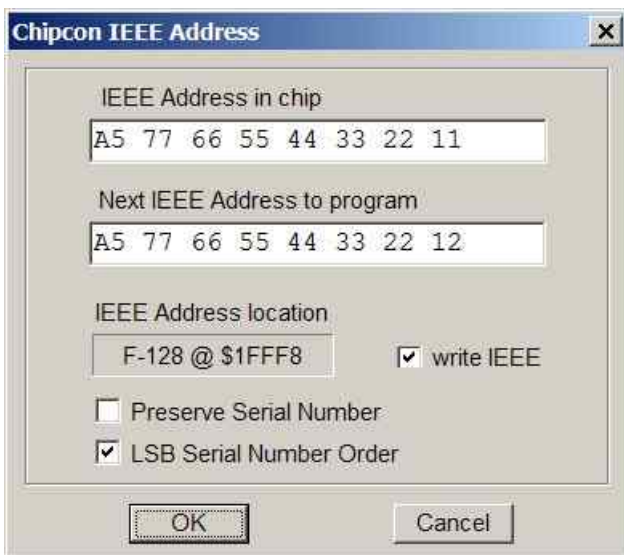 Chipcon IEEE Address
IEEE Address in chip
A5 77 66 55 44 33 22 11
Next IEEE Address to program
A5 77 66 55 44 33 22 12
IEEE Address location
F-128 @ $1FFF8 write IEEE
Preserve Serial Number
LSB Serial Number Order
OK Cancel